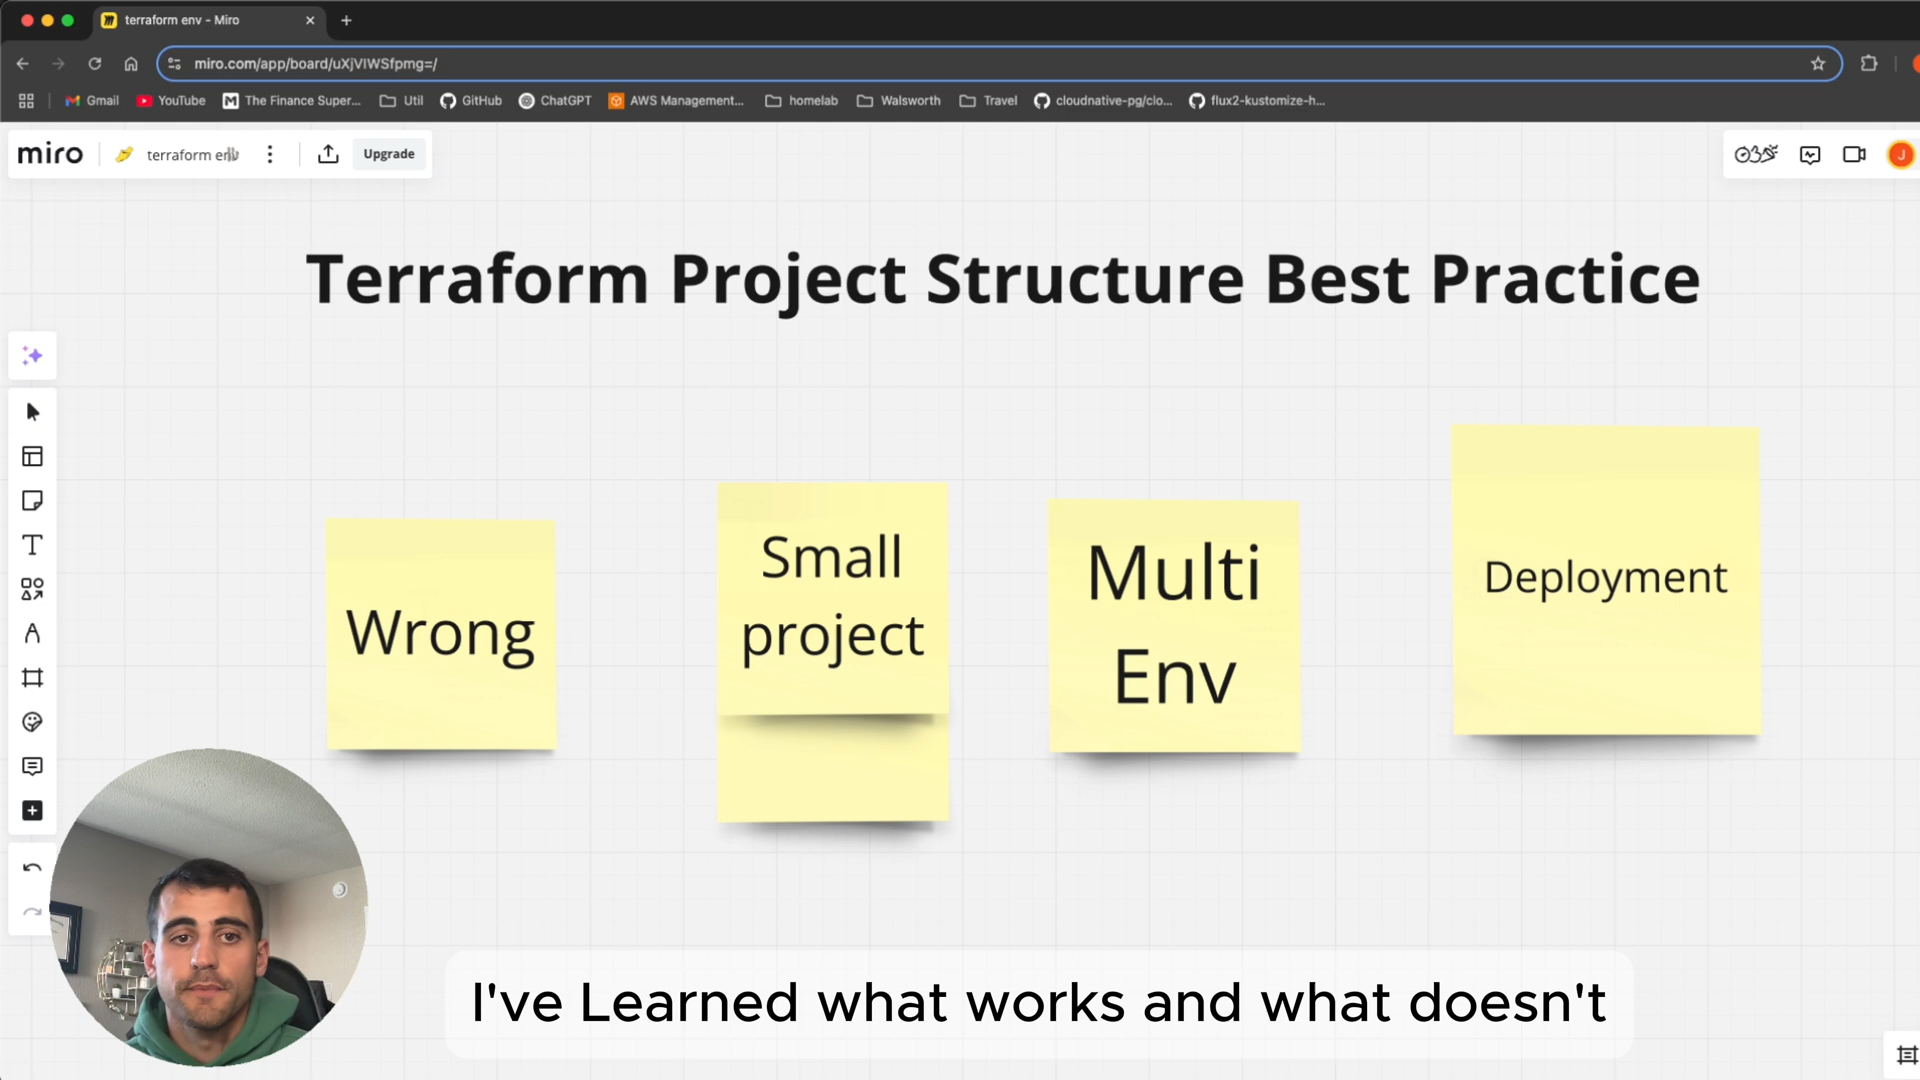 terraform env - Miro
miro.com/app/board/uXjVIWSfpmg=/
Gmail
YouTube
The Finance Super...
Util
GitHub
ChatGPT
AWS Management...
homelab
Walsworth
Travel
cloudnative-pg/clo...
flux2-kustomize-h...
miro
terraform env
Upgrade
J
Terraform Project Structure Best Practice
Wrong
Small
project
Multi
Env
Deployment
I've Learned what works and what doesn't